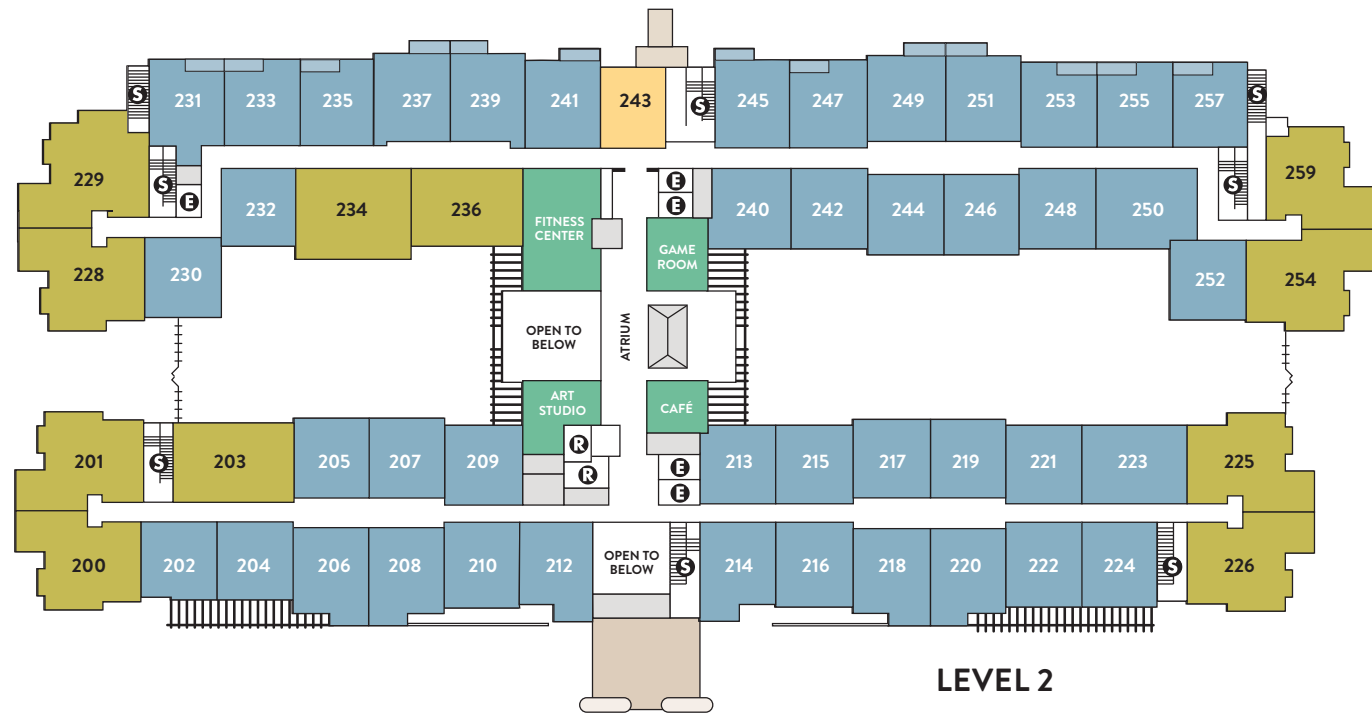 231
233
235
237
239
241
243
245
247
249
251
253
255
257
S
S
S
229
S
E
232
234
236
FITNESS
CENTER
E
E
240
242
244
246
248
250
S
259
GAME
ROOM
228
230
252
254
OPEN TO
BELOW
ATRIUM
ART
STUDIO
CAFÉ
201
S
203
205
207
209
R
R
E
E
213
215
217
219
221
223
225
200
202
204
206
208
210
212
OPEN TO
BELOW
S
214
216
218
220
222
224
S
226
LEVEL 2